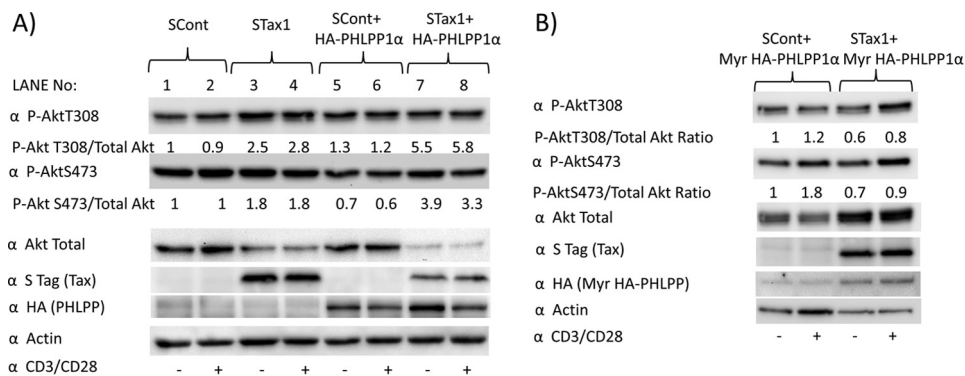 A)
SCont STax1 SCont+ HA-PHLPP1α STax1+ HA-PHLPP1α
LANE No: 1 2 3 4 5 6 7 8
α P-AktT308
P-Akt T308/Total Akt 1 0.9 2.5 2.8 1.3 1.2 5.5 5.8
α P-AktS473
P-Akt S473/Total Akt 1 1 1.8 1.8 0.7 0.6 3.9 3.3
α Akt Total
α S Tag (Tax)
α HA (PHLPP)
α Actin
α CD3/CD28 - + - + - + - +
B)
SCont+ Myr HA-PHLPP1α STax1+ Myr HA-PHLPP1α
α P-AktT308
P-AktT308/Total Akt Ratio 1 1.2 0.6 0.8
α P-AktS473
P-AktS473/Total Akt Ratio 1 1.8 0.7 0.9
α Akt Total
α S Tag (Tax)
α HA (Myr HA-PHLPP)
α Actin
α CD3/CD28 - + - +